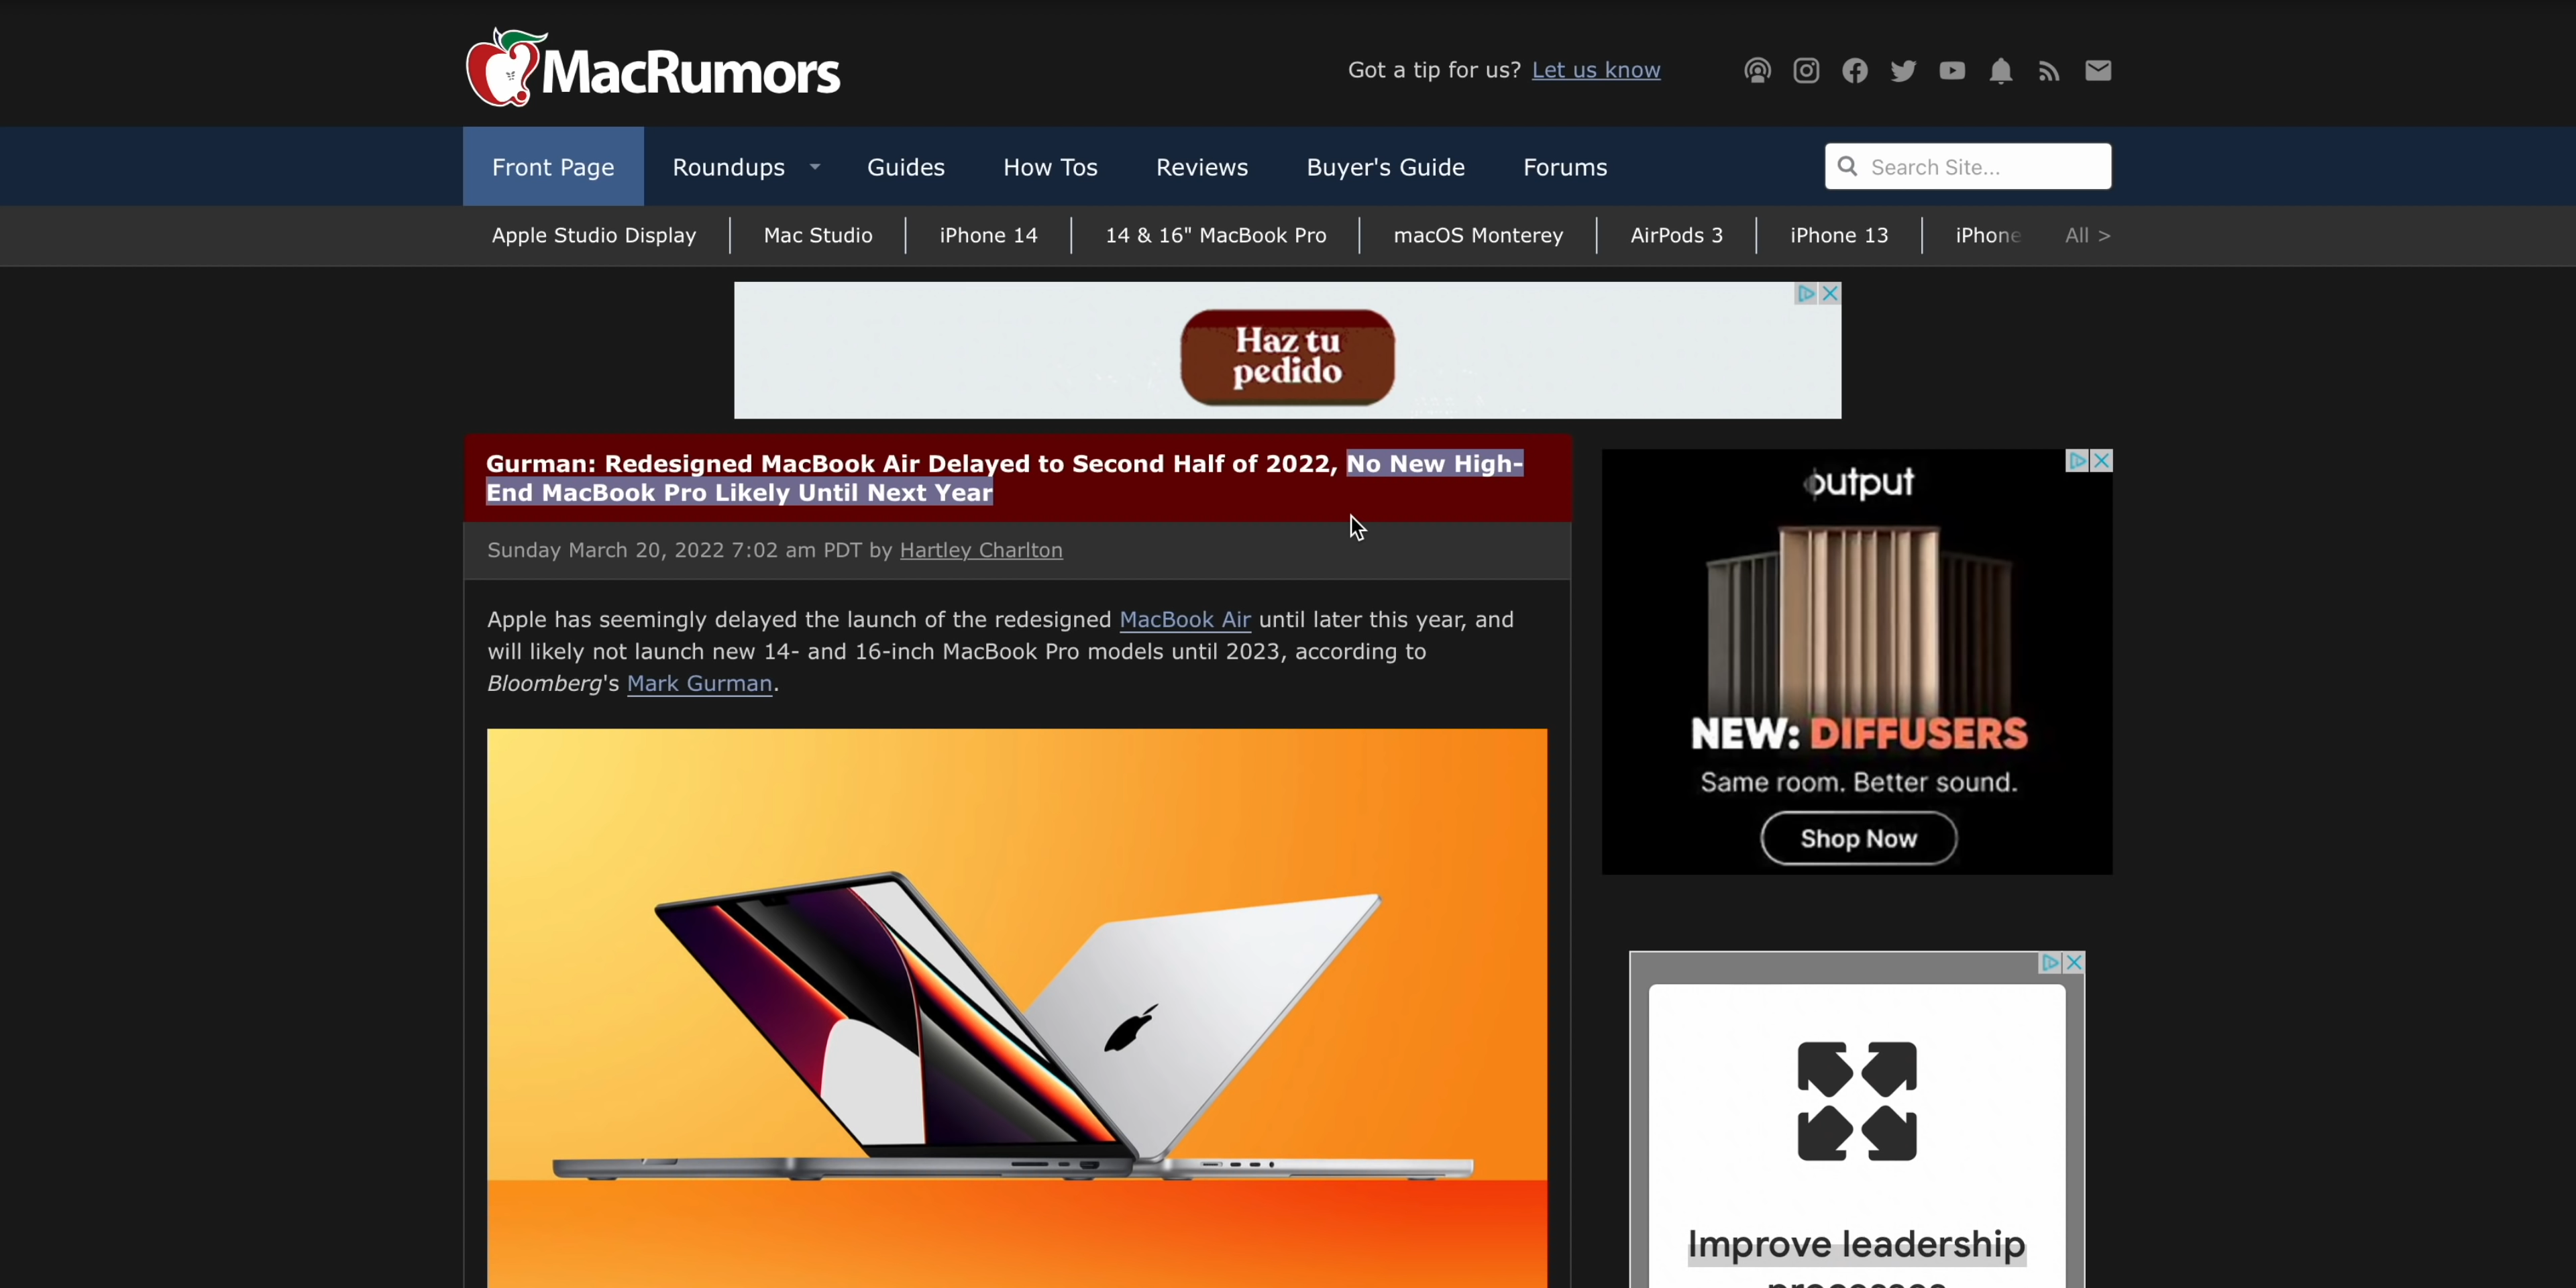 MacRumors
Got a tip for us? Let us know
Front Page
Roundups
Guides
How Tos
Reviews
Buyer's Guide
Forums
Search Site...
Apple Studio Display
Mac Studio
iPhone 14
14 & 16" MacBook Pro
macOS Monterey
AirPods 3
iPhone 13
iPhone
All >
Haz tu
pedido
Gurman: Redesigned MacBook Air Delayed to Second Half of 2022, No New High-
End MacBook Pro Likely Until Next Year
Sunday March 20, 2022 7:02 am PDT by Hartley Charlton
Apple has seemingly delayed the launch of the redesigned MacBook Air until later this year, and
will likely not launch new 14- and 16-inch MacBook Pro models until 2023, according to
Bloomberg's Mark Gurman.
output
NEW: DIFFUSERS
Same room. Better sound.
Shop Now
Improve leadership